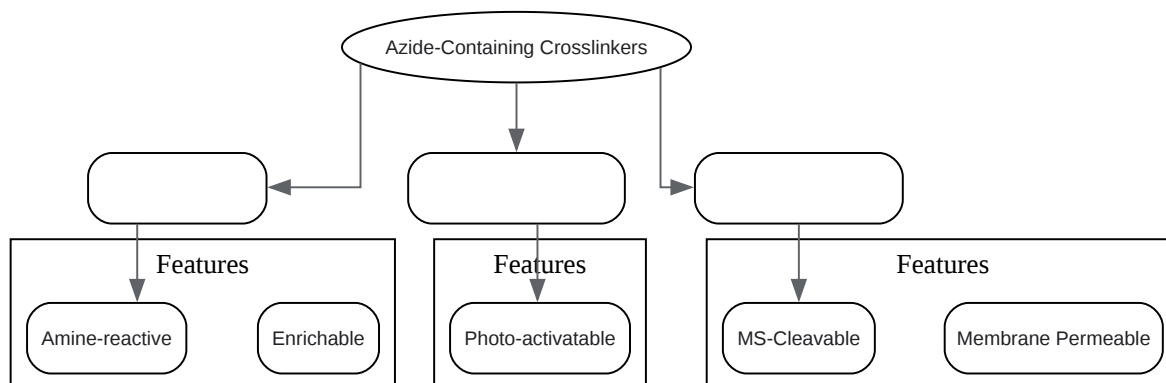 Azide-Containing Crosslinkers
Features
Features
Features
Amine-reactive
Enrichable
Photo-activatable
MS-Cleavable
Membrane Permeable